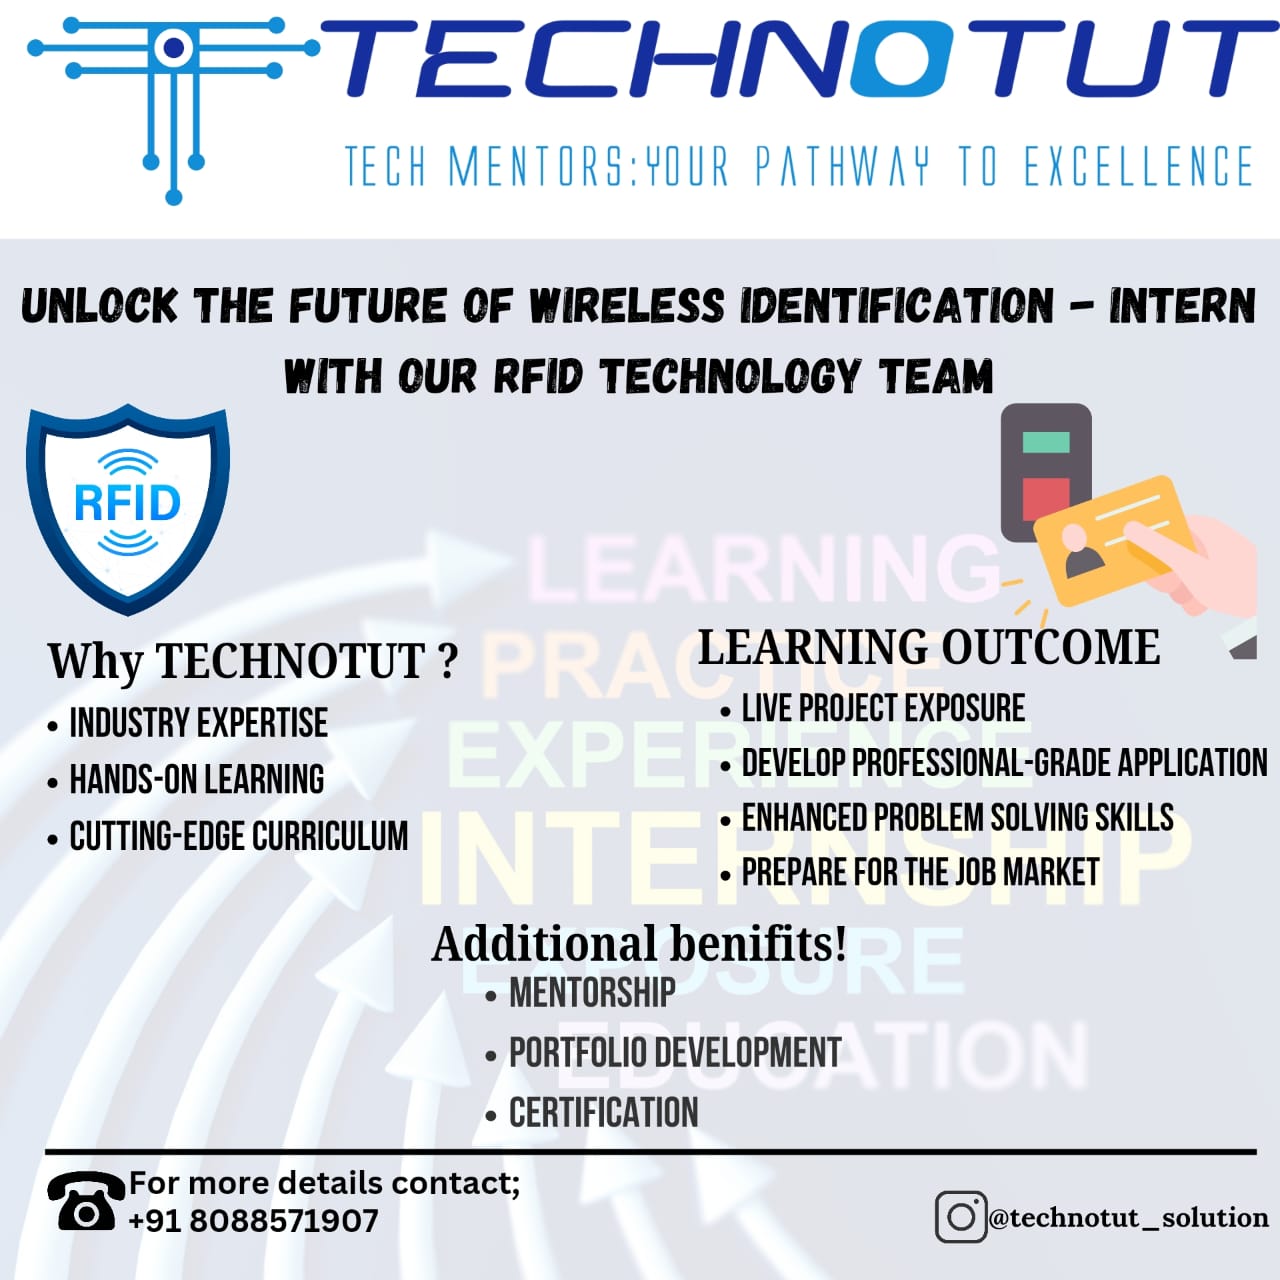 TECHNOTUT
TECH MENTORS:YOUR PATHWAY TO EXCELLENCE
UNLOCK THE FUTURE OF WIRELESS IDENTIFICATION – INTERN
WITH OUR RFID TECHNOLOGY TEAM
RFID
LEARNING
PRACTICE
EXPERIENCE
INTERNSHIP
EXPOSURE
EDUCATION
Why TECHNOTUT ?
• INDUSTRY EXPERTISE
• HANDS-ON LEARNING
• CUTTING-EDGE CURRICULUM
LEARNING OUTCOME
• LIVE PROJECT EXPOSURE
• DEVELOP PROFESSIONAL-GRADE APPLICATION
• ENHANCED PROBLEM SOLVING SKILLS
• PREPARE FOR THE JOB MARKET
Additional benifits!
• MENTORSHIP
• PORTFOLIO DEVELOPMENT
• CERTIFICATION
For more details contact;
+91 8088571907
@technotut_solution